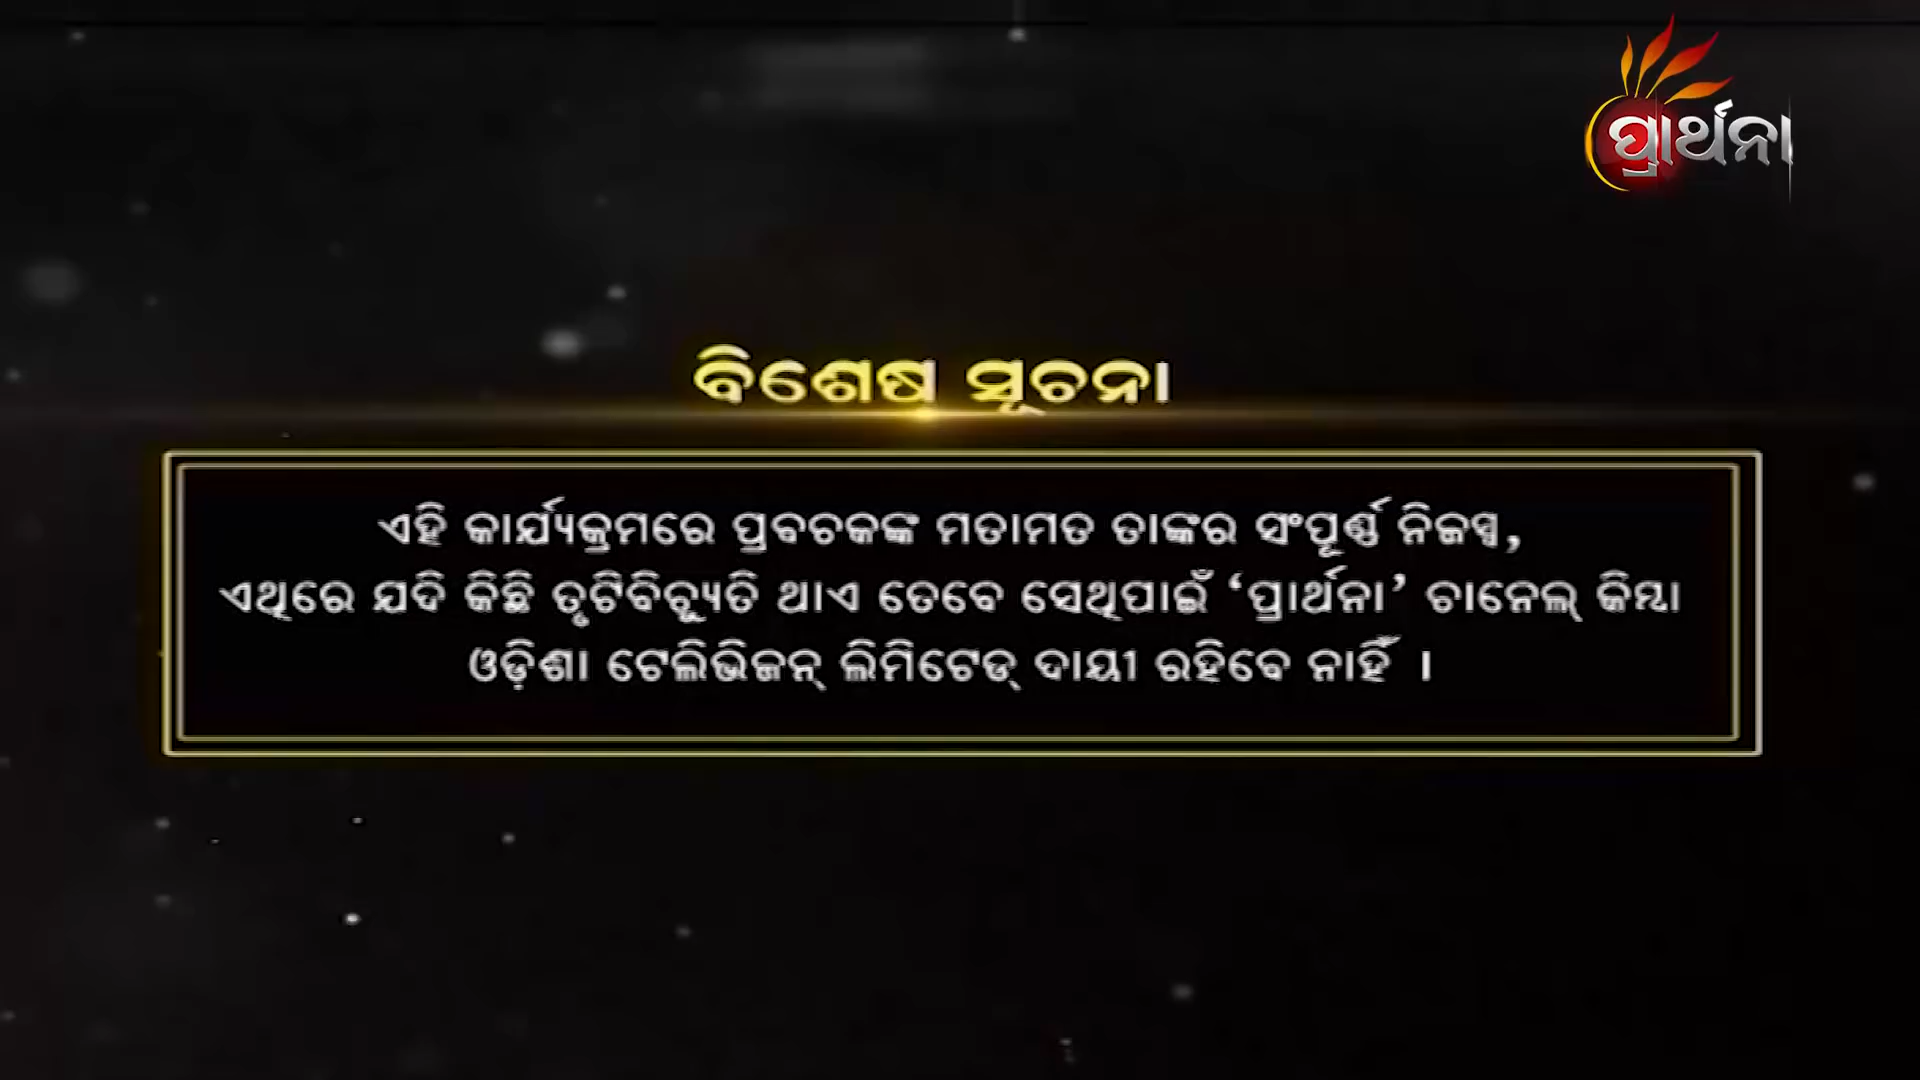 ପ୍ରାର୍ଥନା
ବିଶେଷ ସୂଚନା
ଏହି କାର୍ଯ୍ୟକ୍ରମରେ ପ୍ରବଚକଙ୍କ ମତାମତ ତାଙ୍କର ସଂପୂର୍ଣ୍ଣ ନିଜସ୍ୱ,
ଏଥିରେ ଯଦି କିଛି ତୃଟିବିଚ୍ୟୁତି ଥାଏ ତେବେ ସେଥିପାଇଁ ‘ପ୍ରାର୍ଥନା’ ଚାନେଲ୍ କିମ୍ୱା
ଓଡ଼ିଶା ଟେଲିଭିଜନ୍ ଲିମିଟେଡ୍ ଦାୟୀ ରହିବେ ନାହିଁ ।